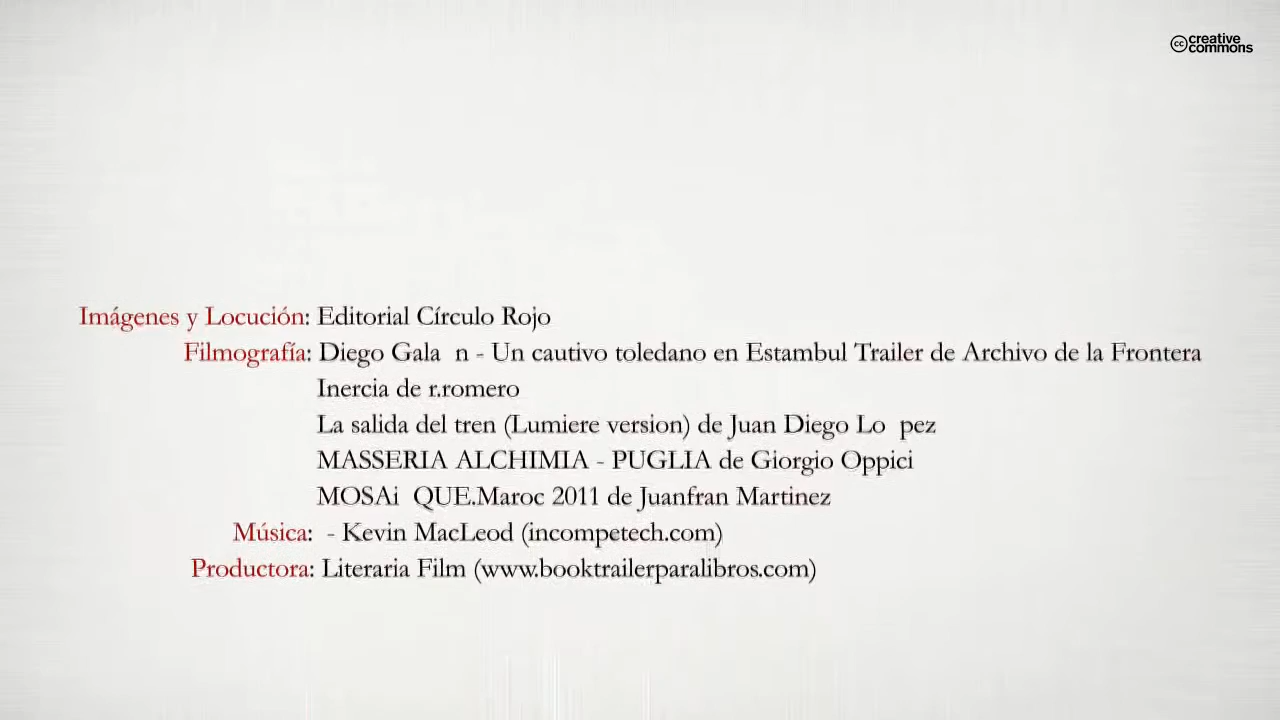 cc creative
commons
Imágenes y Locución: Editorial Círculo Rojo
Filmografía: Diego Gala n - Un cautivo toledano en Estambul Trailer de Archivo de la Frontera
Inercia de r.romero
La salida del tren (Lumiere version) de Juan Diego Lo pez
MASSERIA ALCHIMIA - PUGLIA de Giorgio Oppici
MOSAi QUE.Maroc 2011 de Juanfran Martinez
Música: - Kevin MacLeod (incompetech.com)
Productora: Literaria Film (www.booktrailerparalibros.com)